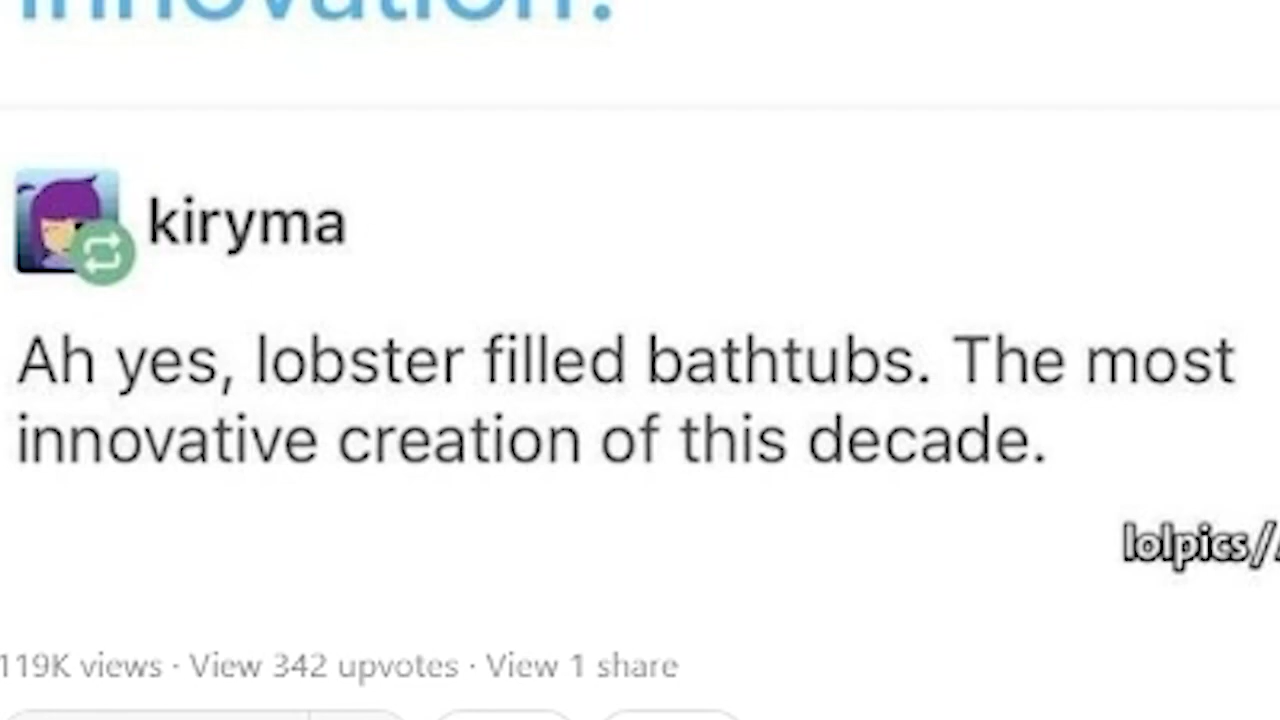 innovation?
kiryma
Ah yes, lobster filled bathtubs. The most
innovative creation of this decade.
lolpics//
119K views · View 342 upvotes · View 1 share